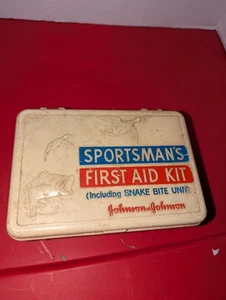 SPORTSMAN'S
FIRST AID KIT
(Including SNAKE BITE UNIT)
Johnson & Johnson